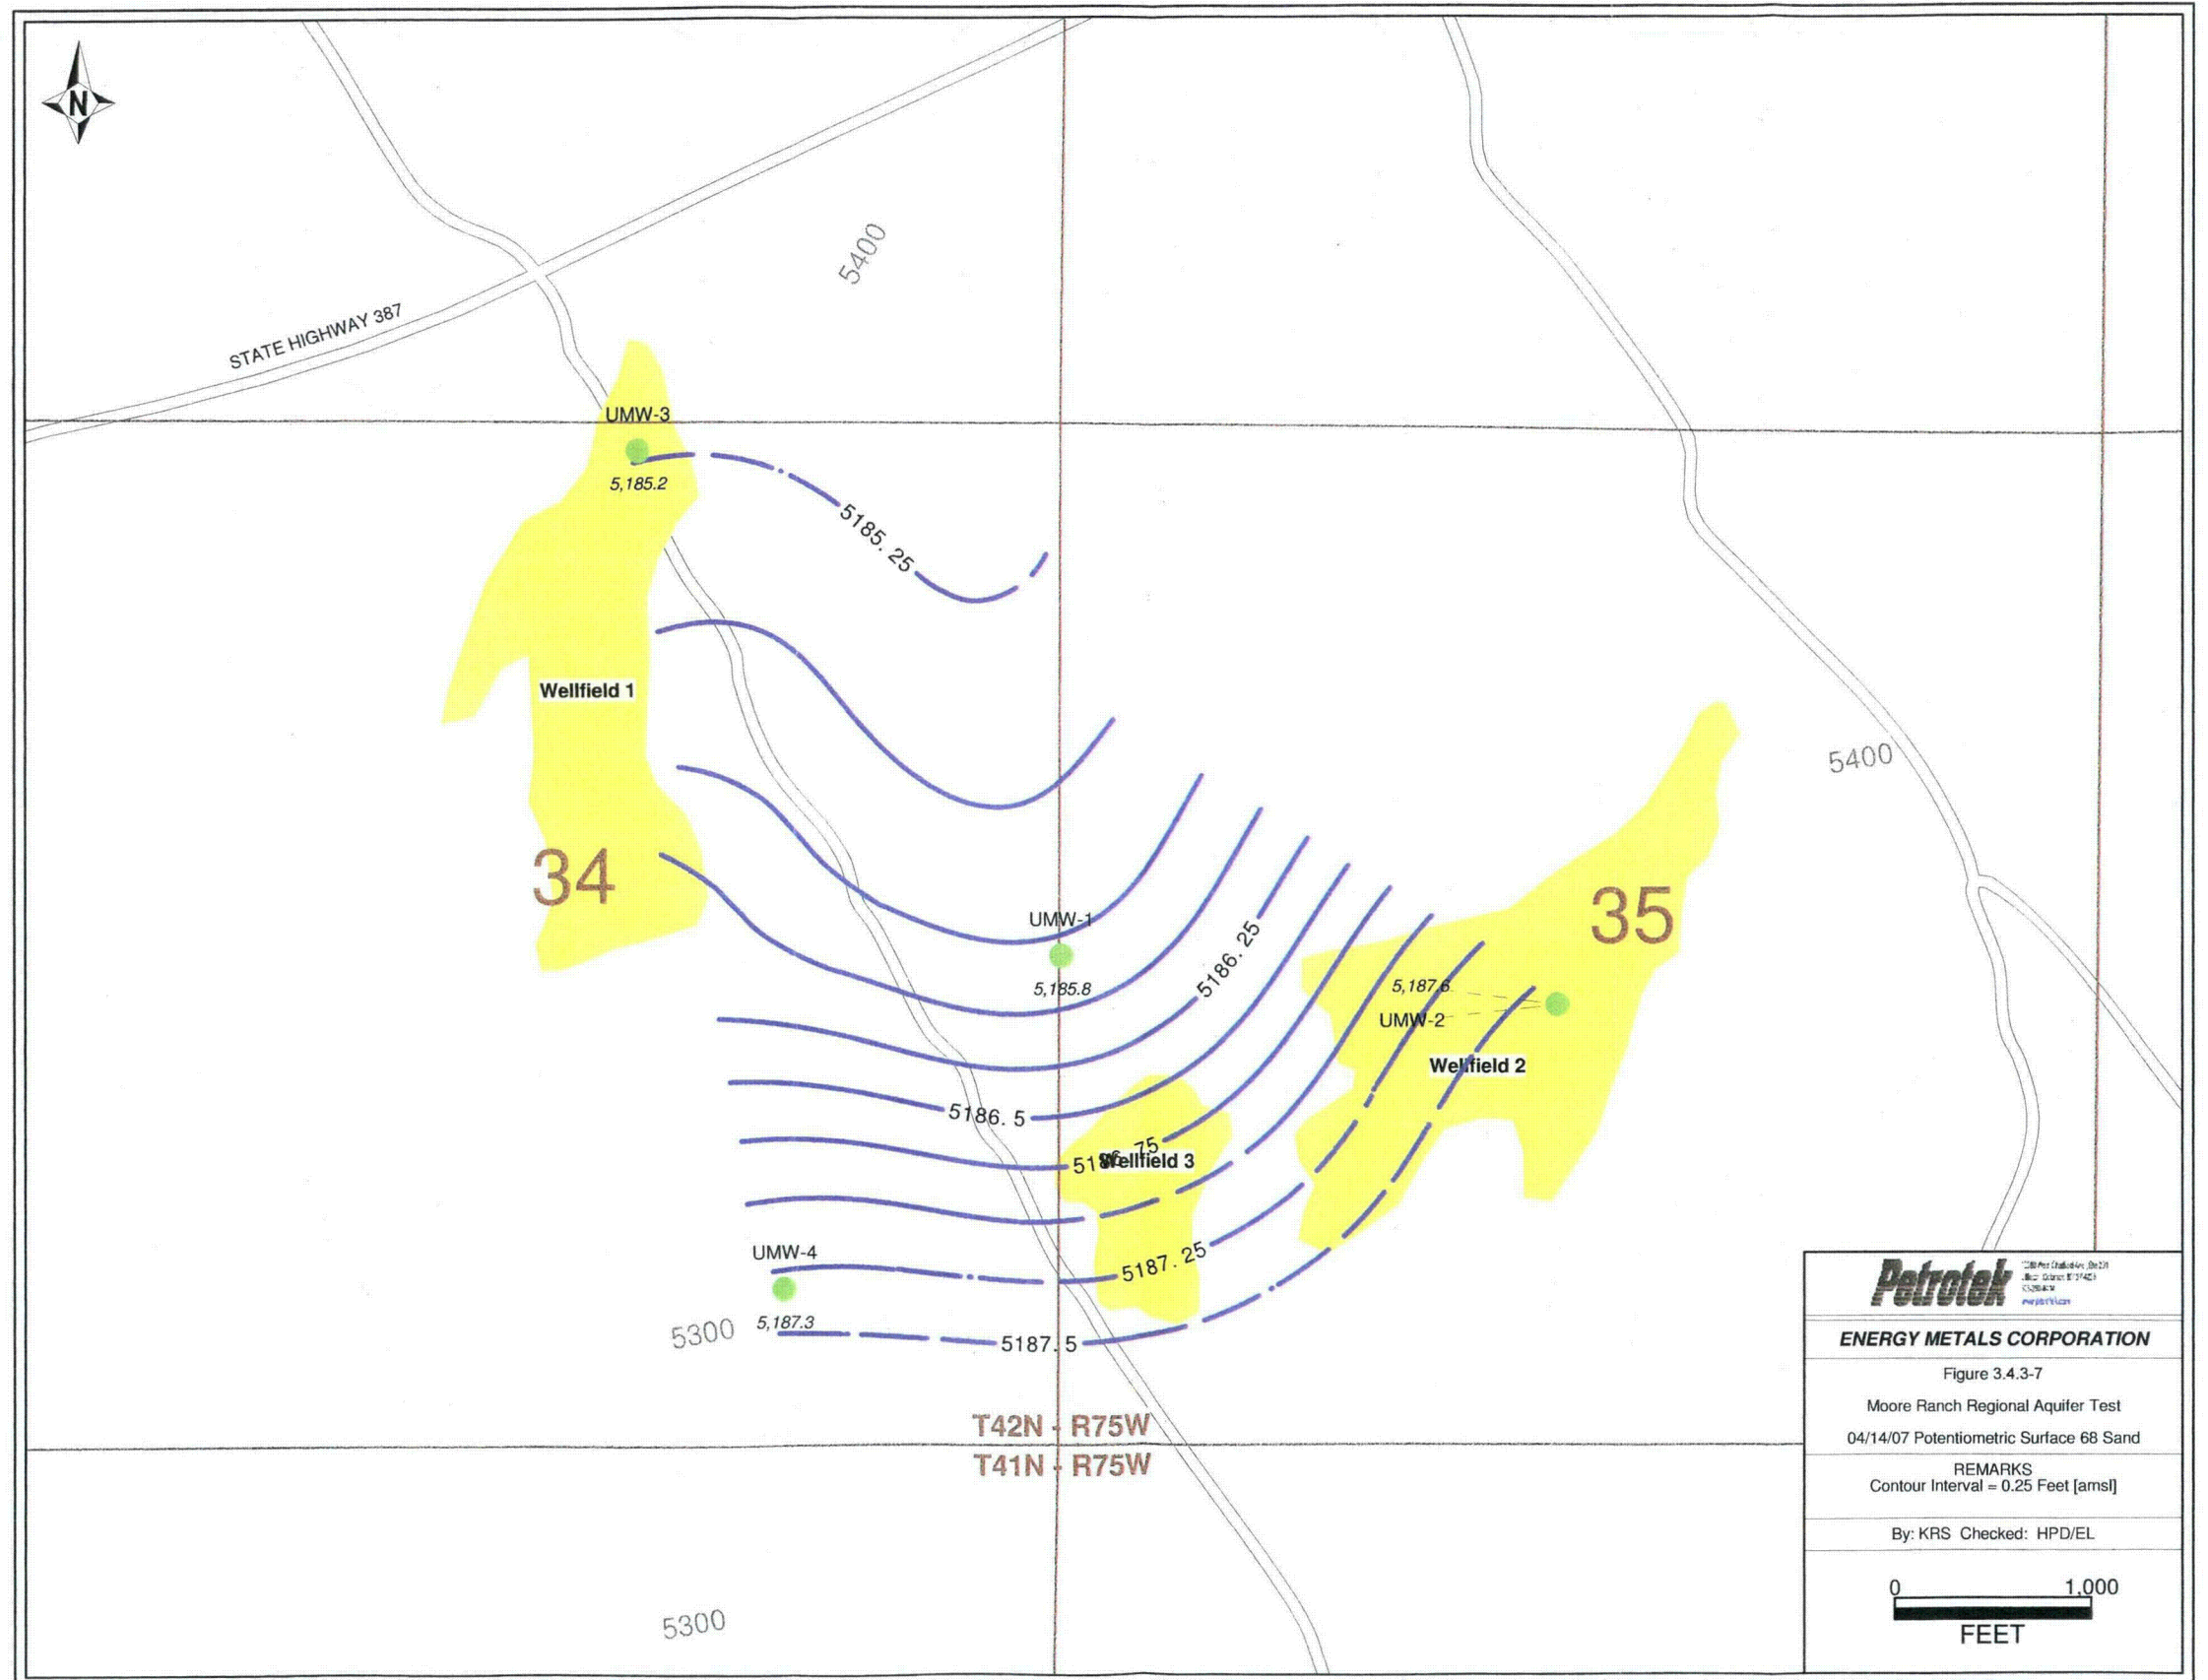 N
5400
STATE HIGHWAY 387
UMW-3
5,185.2
5185. 25
Wellfield 1
5400
34
35
UMW-1
5,185.8
5186. 25
5,187.6
UMW-2
Wellfield 2
5186. 5
5186. 75
Wellfield 3
UMW-4
5187. 25
5,187.3
5300
5187. 5
T42N - R75W
T41N - R75W
5300
Petrotek
ENERGY METALS CORPORATION
Figure 3.4.3-7
Moore Ranch Regional Aquifer Test
04/14/07 Potentiometric Surface 68 Sand
REMARKS
Contour Interval = 0.25 Feet [amsl]
By: KRS Checked: HPD/EL
0 1,000
FEET